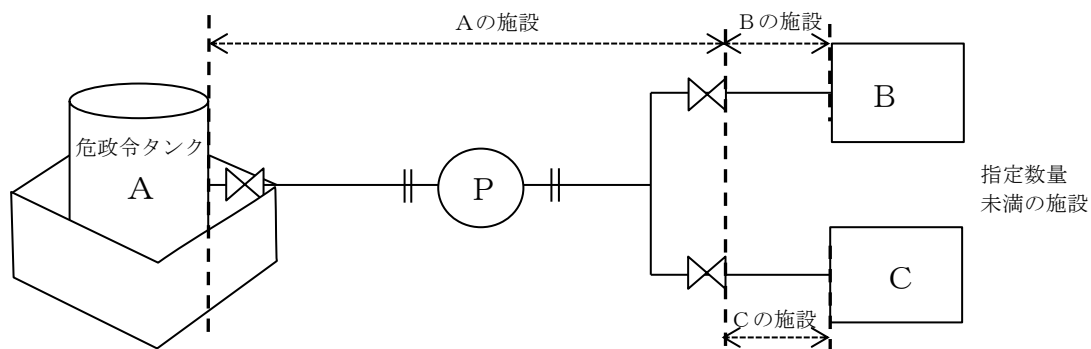 Aの施設
Bの施設
危政令タンク
A
P
B
指定数量
未満の施設
C
Cの施設